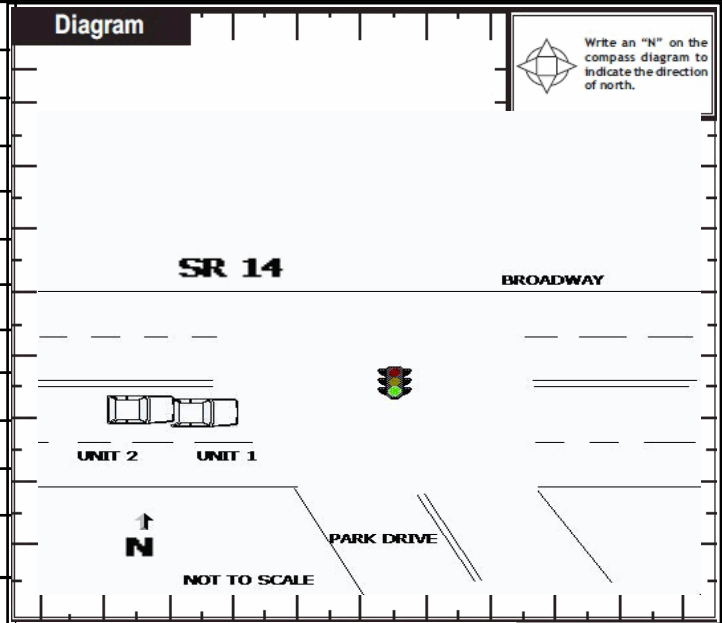 Diagram
Write an “N” on the
compass diagram to
indicate the direction
of north.
SR 14
BROADWAY
UNIT 2
UNIT 1
PARK DRIVE
N
NOT TO SCALE